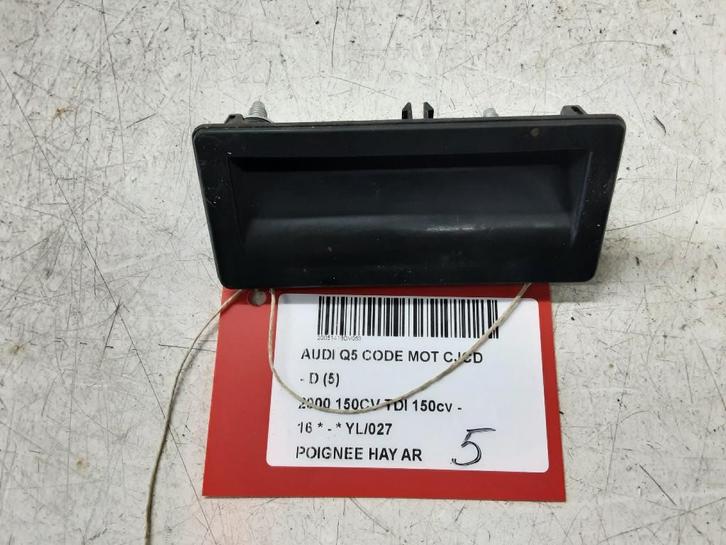 AUDI Q5 CODE MOT CJCD
- D (5)
2000 150CV TDI 150cv -
16 * - * YL/027
POIGNEE HAY AR
5